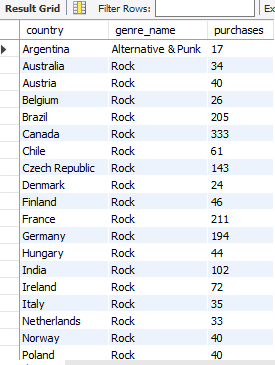 Result Grid Filter Rows: Ex
country genre_name purchases
Argentina Alternative & Punk 17
Australia Rock 34
Austria Rock 40
Belgium Rock 26
Brazil Rock 205
Canada Rock 333
Chile Rock 61
Czech Republic Rock 143
Denmark Rock 24
Finland Rock 46
France Rock 211
Germany Rock 194
Hungary Rock 44
India Rock 102
Ireland Rock 72
Italy Rock 35
Netherlands Rock 33
Norway Rock 40
Poland Rock 40